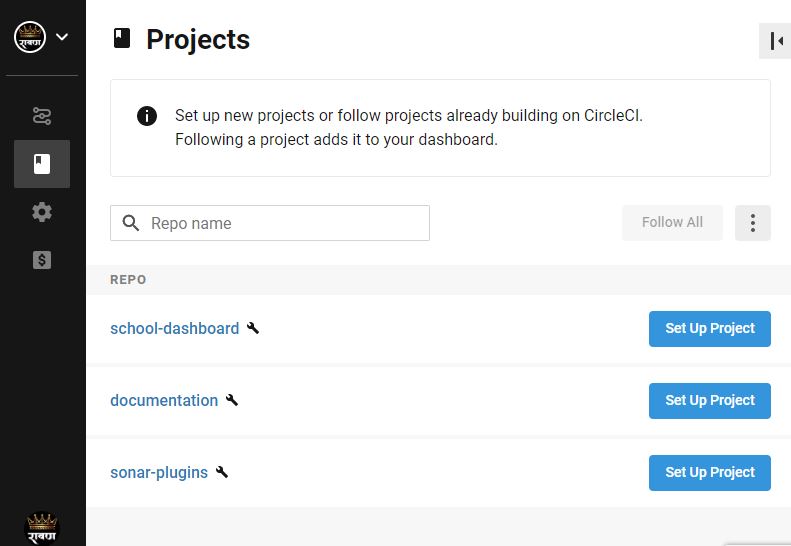 रावण
Projects
Set up new projects or follow projects already building on CircleCI.
Following a project adds it to your dashboard.
Repo name
Follow All
REPO
school-dashboard
Set Up Project
documentation
Set Up Project
sonar-plugins
Set Up Project
रावण